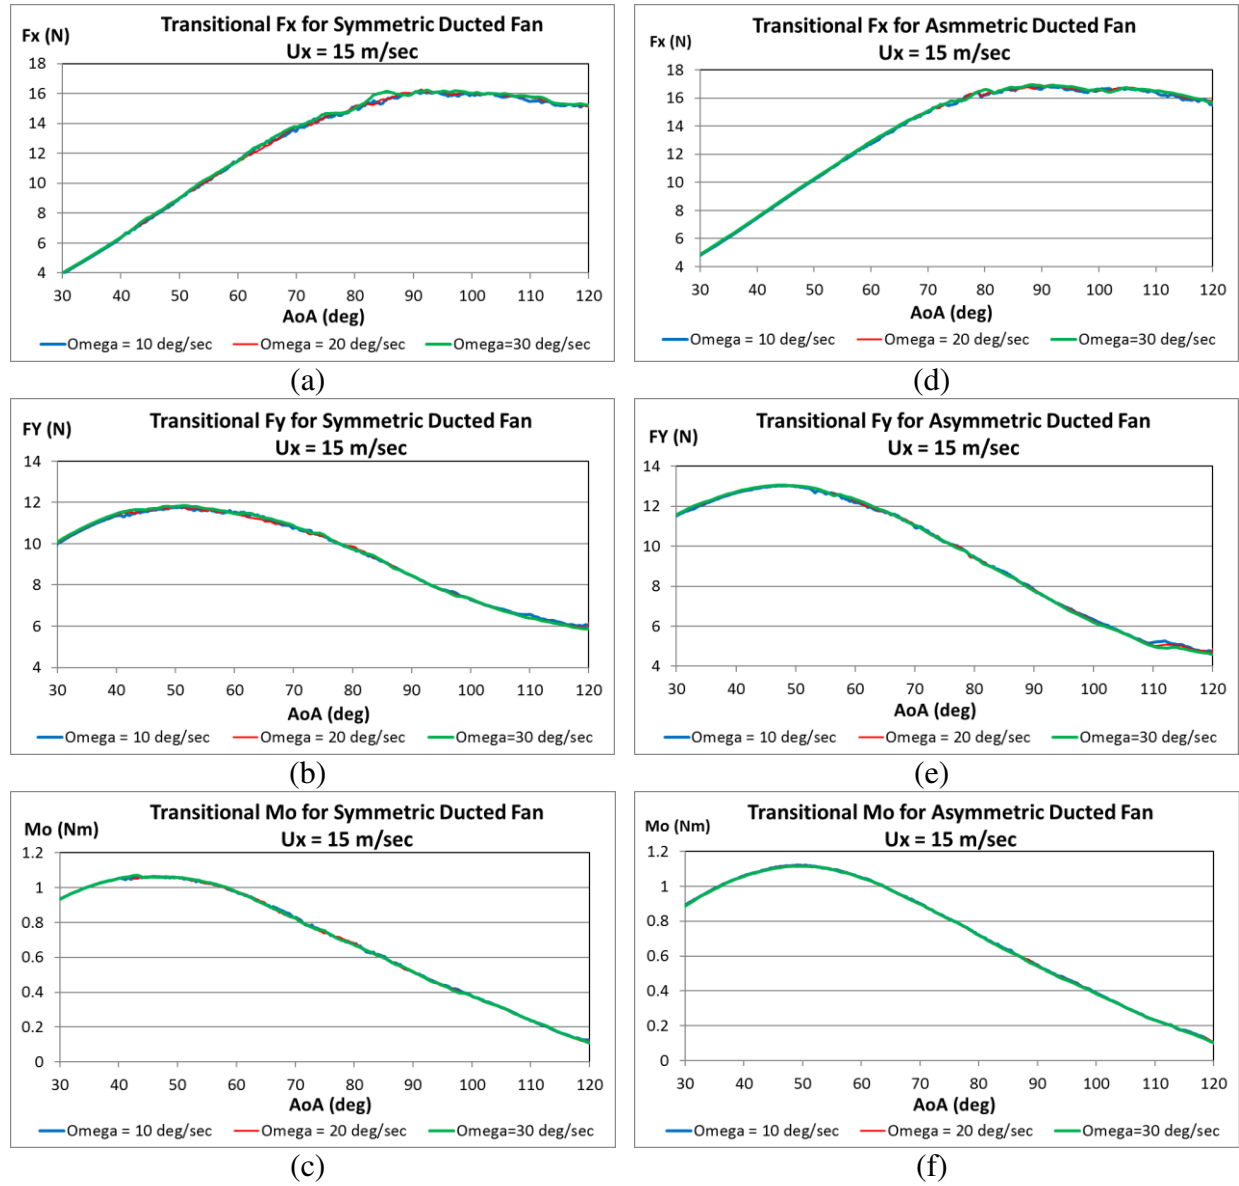 Transitional Fx for Symmetric Ducted Fan
Ux = 15 m/sec
Fx (N)
18
16
14
12
10
8
6
4
30 40 50 60 70 80 90 100 110 120
AoA (deg)
Omega = 10 deg/sec Omega = 20 deg/sec Omega=30 deg/sec
(a)
Transitional Fx for Asmmetric Ducted Fan
Ux = 15 m/sec
Fx (N)
18
16
14
12
10
8
6
4
30 40 50 60 70 80 90 100 110 120
AoA (deg)
Omega = 10 deg/sec Omega = 20 deg/sec Omega=30 deg/sec
(d)
Transitional Fy for Symmetric Ducted Fan
Ux = 15 m/sec
FY (N)
14
12
10
8
6
4
30 40 50 60 70 80 90 100 110 120
AoA (deg)
Omega = 10 deg/sec Omega = 20 deg/sec Omega=30 deg/sec
(b)
Transitional Fy for Asymmetric Ducted Fan
Ux = 15 m/sec
FY (N)
14
12
10
8
6
4
30 40 50 60 70 80 90 100 110 120
AoA (deg)
Omega = 10 deg/sec Omega = 20 deg/sec Omega=30 deg/sec
(e)
Transitional Mo for Symmetric Ducted Fan
Ux = 15 m/sec
Mo (Nm)
1.2
1
0.8
0.6
0.4
0.2
0
30 40 50 60 70 80 90 100 110 120
AoA (deg)
Omega = 10 deg/sec Omega = 20 deg/sec Omega=30 deg/sec
(c)
Transitional Mo for Asymmetric Ducted Fan
Ux = 15 m/sec
Mo (Nm)
1.2
1
0.8
0.6
0.4
0.2
0
30 40 50 60 70 80 90 100 110 120
AoA (deg)
Omega = 10 deg/sec Omega = 20 deg/sec Omega=30 deg/sec
(f)